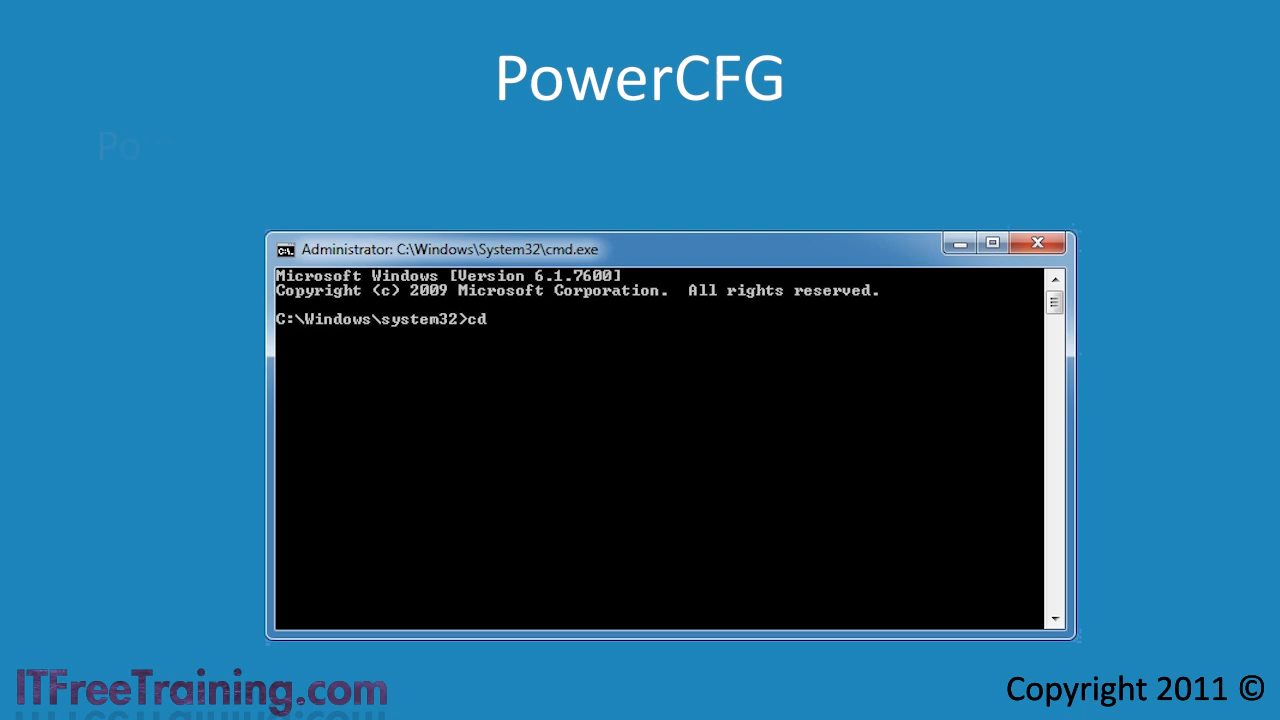 PowerCFG
Administrator: C:\Windows\System32\cmd.exe
Microsoft Windows [Version 6.1.7600]
Copyright (c) 2009 Microsoft Corporation.  All rights reserved.
C:\Windows\system32>cd
ITFreeTraining.com
Copyright 2011 ©